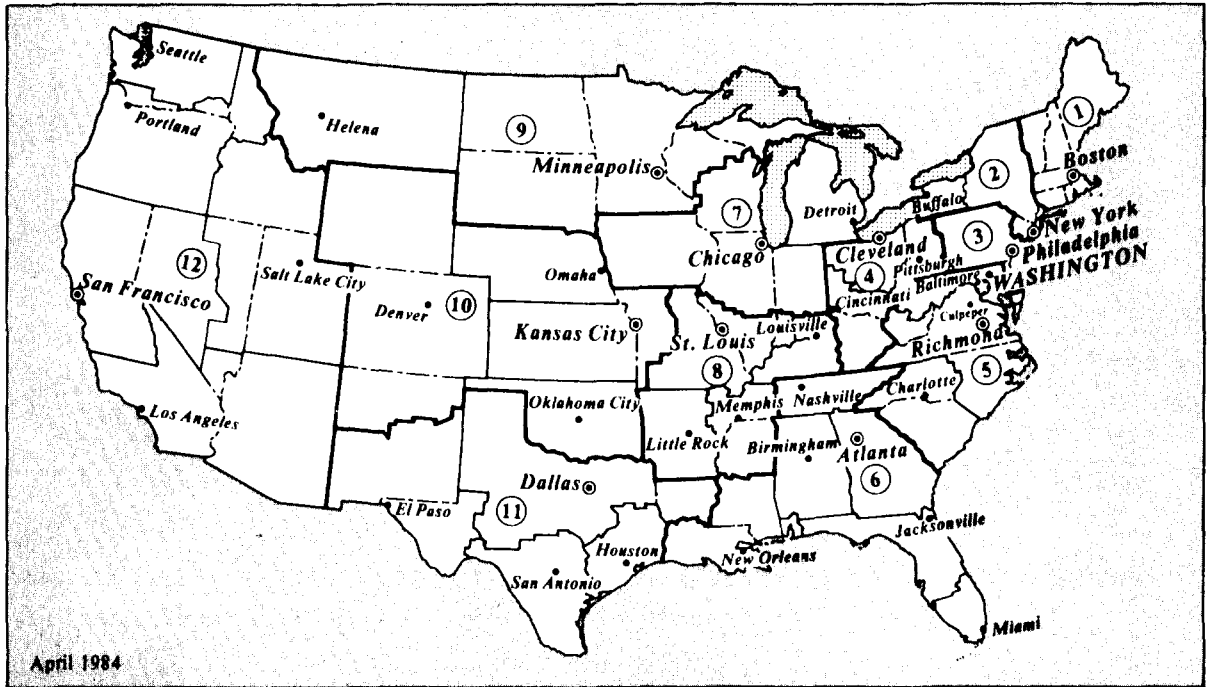 Seattle
Portland
Helena
9
Minneapolis
1
Boston
2
Buffalo
New York
3
Philadelphia
WASHINGTON
7
Detroit
Chicago
Cleveland
4
Pittsburgh
Cincinnati
Baltimore
Culpeper
Richmond
5
12
Salt Lake City
San Francisco
Omaha
Denver
10
Kansas City
St. Louis
Louisville
8
Los Angeles
Oklahoma City
Memphis
Nashville
Charlotte
Little Rock
Birmingham
Atlanta
6
Dallas
11
El Paso
Houston
San Antonio
New Orleans
Jacksonville
Miami
April 1984